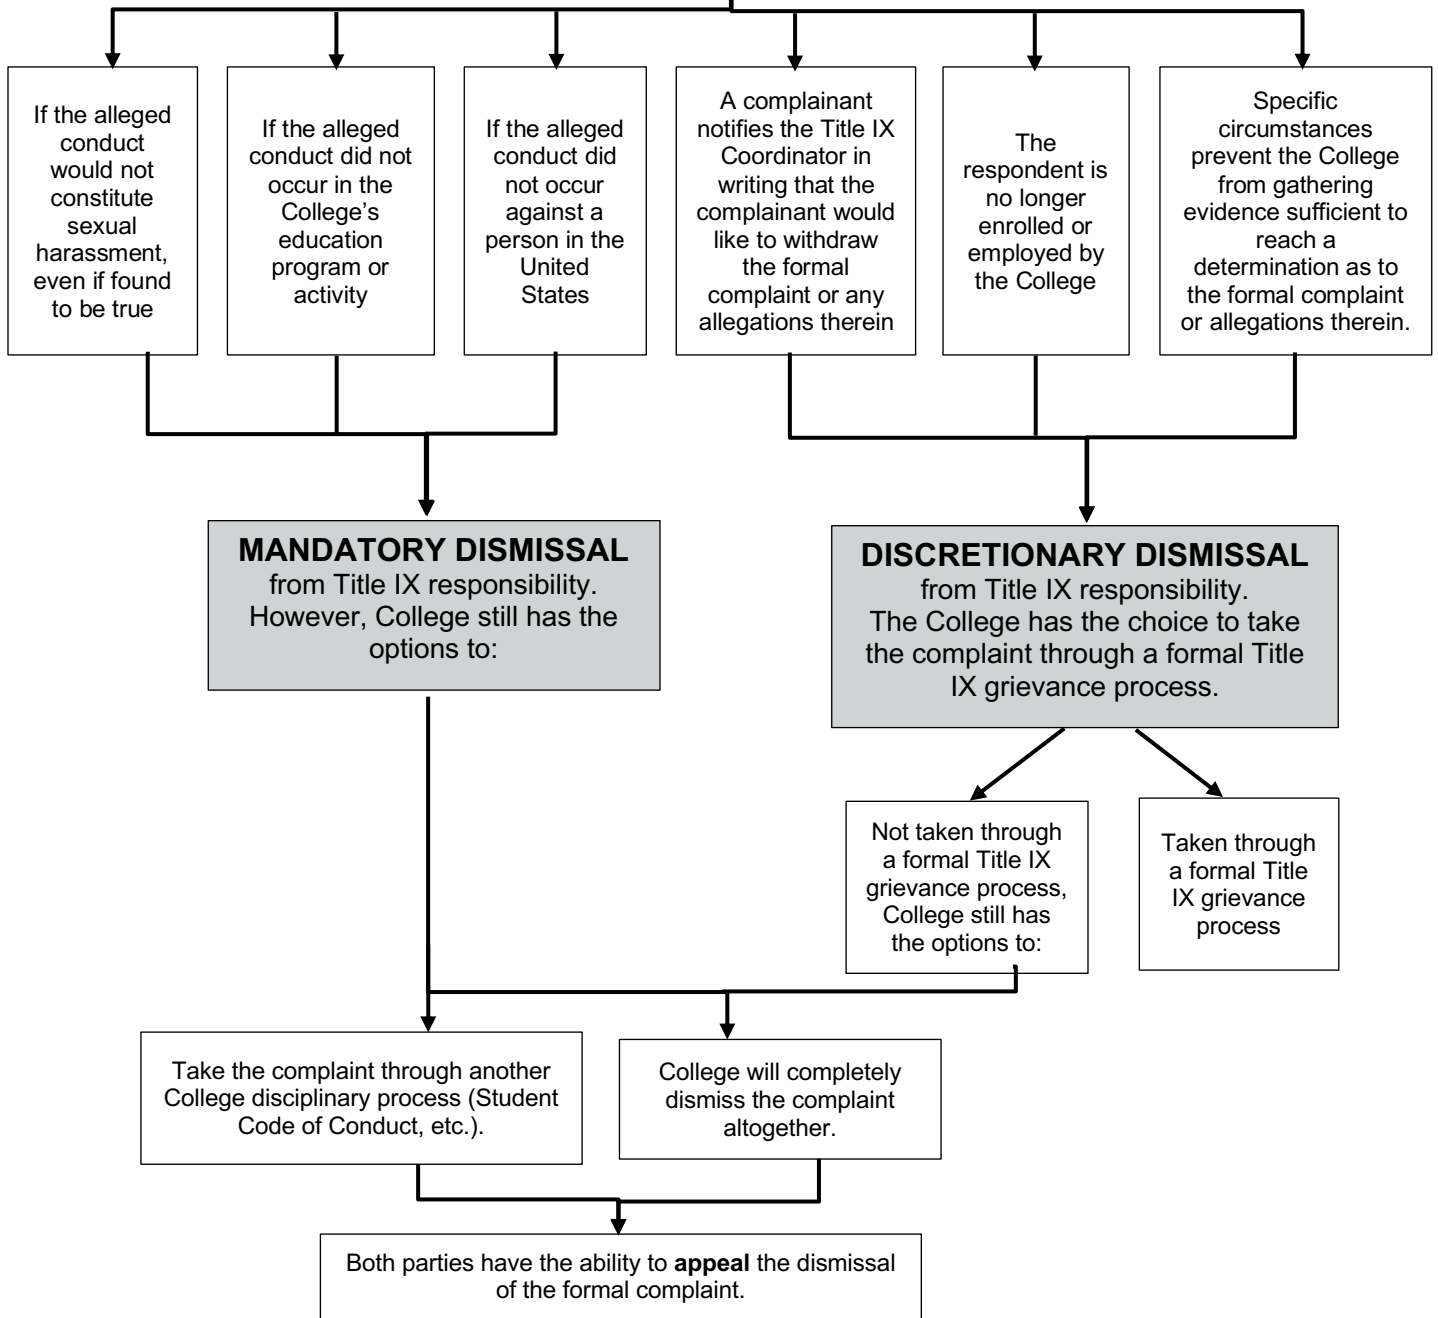 If the alleged
conduct
would not
constitute
sexual
harassment,
even if found
to be true
If the alleged
conduct did not
occur in the
College’s
education
program or
activity
If the alleged
conduct did
not occur
against a
person in the
United
States
A complainant
notifies the Title IX
Coordinator in
writing that the
complainant would
like to withdraw
the formal
complaint or any
allegations therein
The
respondent is
no longer
enrolled or
employed by
the College
Specific
circumstances
prevent the College
from gathering
evidence sufficient to
reach a
determination as to
the formal complaint
or allegations therein.
MANDATORY DISMISSAL
from Title IX responsibility.
However, College still has the
options to:
DISCRETIONARY DISMISSAL
from Title IX responsibility.
The College has the choice to take
the complaint through a formal Title
IX grievance process.
Not taken through
a formal Title IX
grievance process,
College still has
the options to:
Taken through
a formal Title
IX grievance
process
Take the complaint through another
College disciplinary process (Student
Code of Conduct, etc.).
College will completely
dismiss the complaint
altogether.
Both parties have the ability to appeal the dismissal
of the formal complaint.